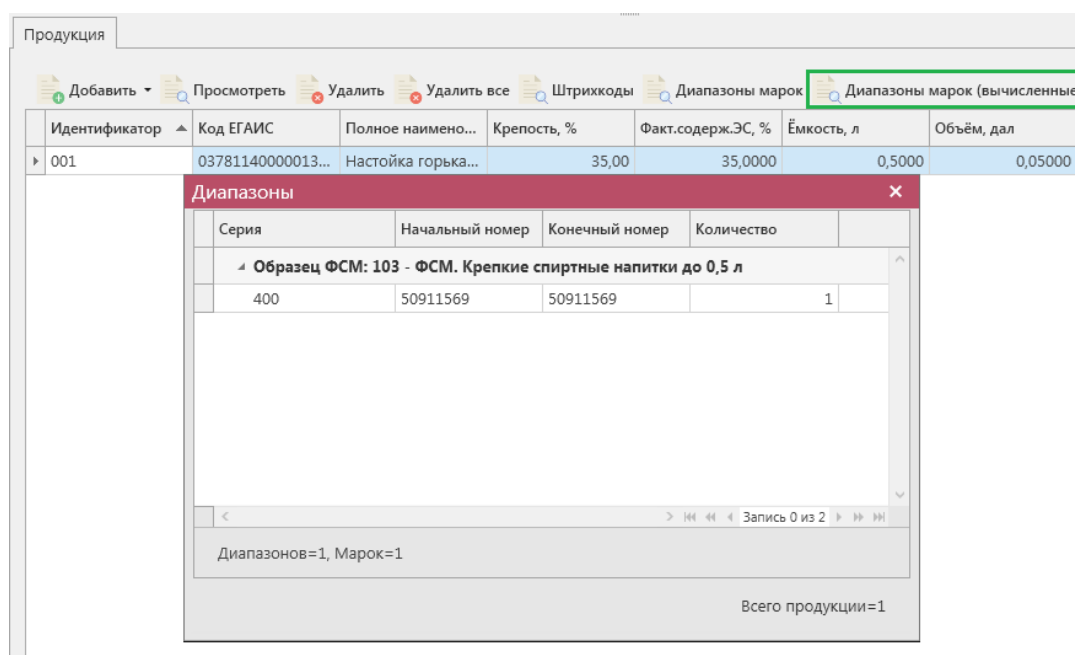 Продукция
Добавить Просмотреть Удалить Удалить все Штрихкоды Диапазоны марок Диапазоны марок (вычисленные
Идентификатор Код ЕГАИС Полное наимено... Крепость, % Факт.содерж.ЭС, % Ёмкость, л Объём, дал
001 03781140000013... Настойка горька... 35,00 35,0000 0,5000 0,05000
Диапазоны
Серия Начальный номер Конечный номер Количество
Образец ФСМ: 103 - ФСМ. Крепкие спиртные напитки до 0,5 л
400 50911569 50911569 1
Запись 0 из 2
Диапазонов=1, Марок=1
Всего продукции=1